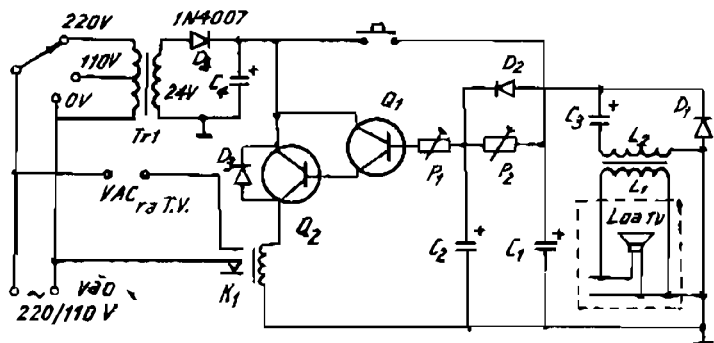 220V
110V
0V
Tr1
24V
1N4007
D4
C4
+
D3
Q2
Q1
P1
P2
D2
C3
+
D1
L2
L1
Loa TV
C2
+
C1
+
VAC ra T.V.
K1
~ Vào
220/110 V